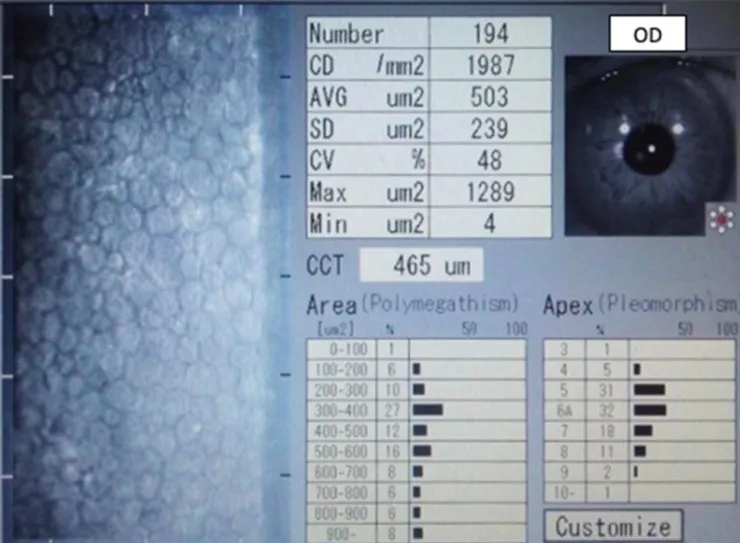 Number 194
CD /mm2 1987
AVG um2 503
SD um2 239
CV % 48
Max um2 1289
Min um2 4
OD
CCT 465 um
Area(Polymegathism)
[um2] % 50 100
0-100 1
100-200 6
200-300 10
300-400 27
400-500 12
500-600 16
600-700 8
700-800 6
800-900 6
900- 8
Apex(Pleomorphism
% 50 100
3 1
4 5
5 31
6A 32
7 18
8 11
9 2
10- 1
Customize